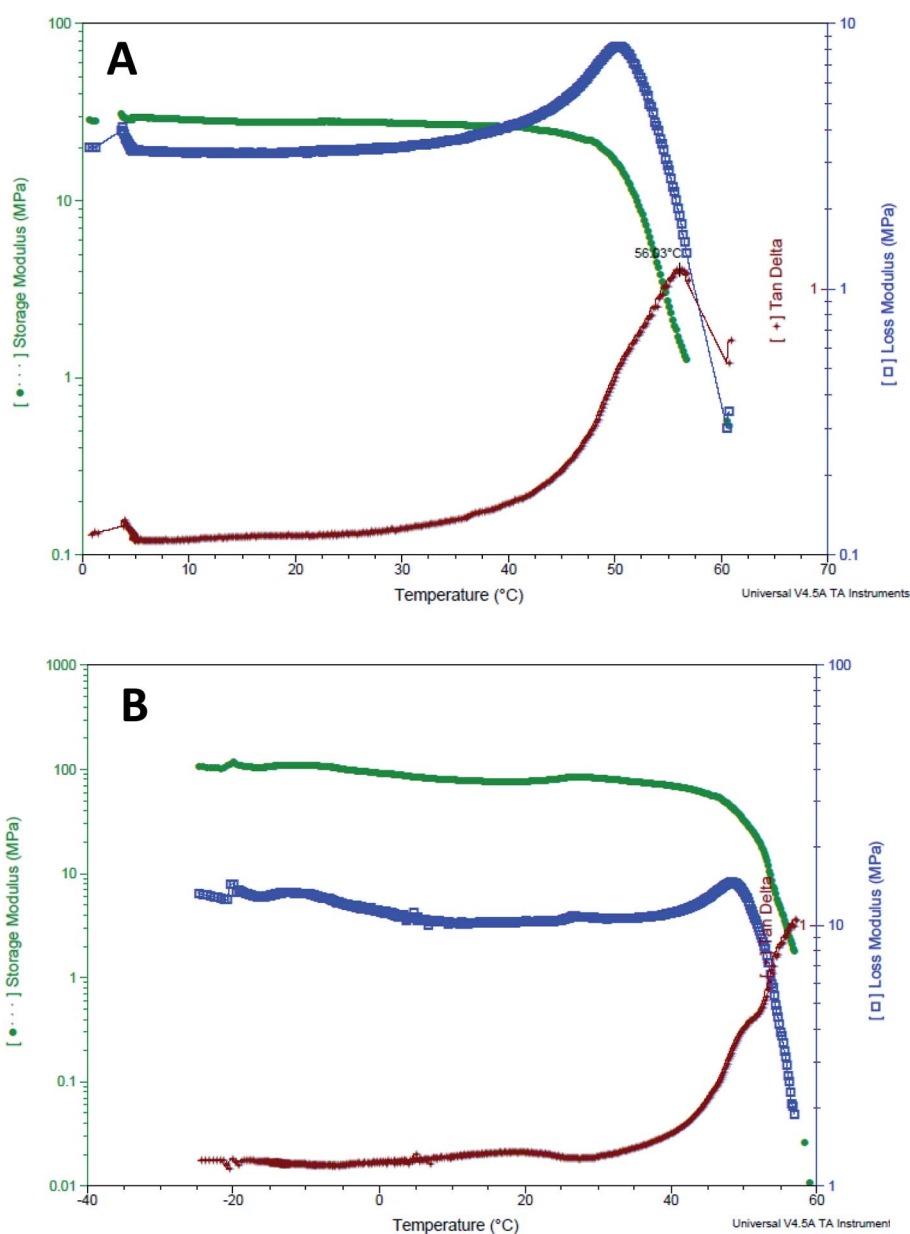 A
100
10
1
0.1
[ ●· · · ] Storage Modulus (MPa)
56.03°C
1
[ + ] Tan Delta
10
1
0.1
[ □ ] Loss Modulus (MPa)
0 10 20 30 40 50 60 70
Temperature (°C)
Universal V4.5A TA Instruments
B
1000
100
10
1
0.1
0.01
[ ●· · · ] Storage Modulus (MPa)
1
Tan Delta
100
10
1
[ □ ] Loss Modulus (MPa)
-40 -20 0 20 40 60
Temperature (°C)
Universal V4.5A TA Instrument